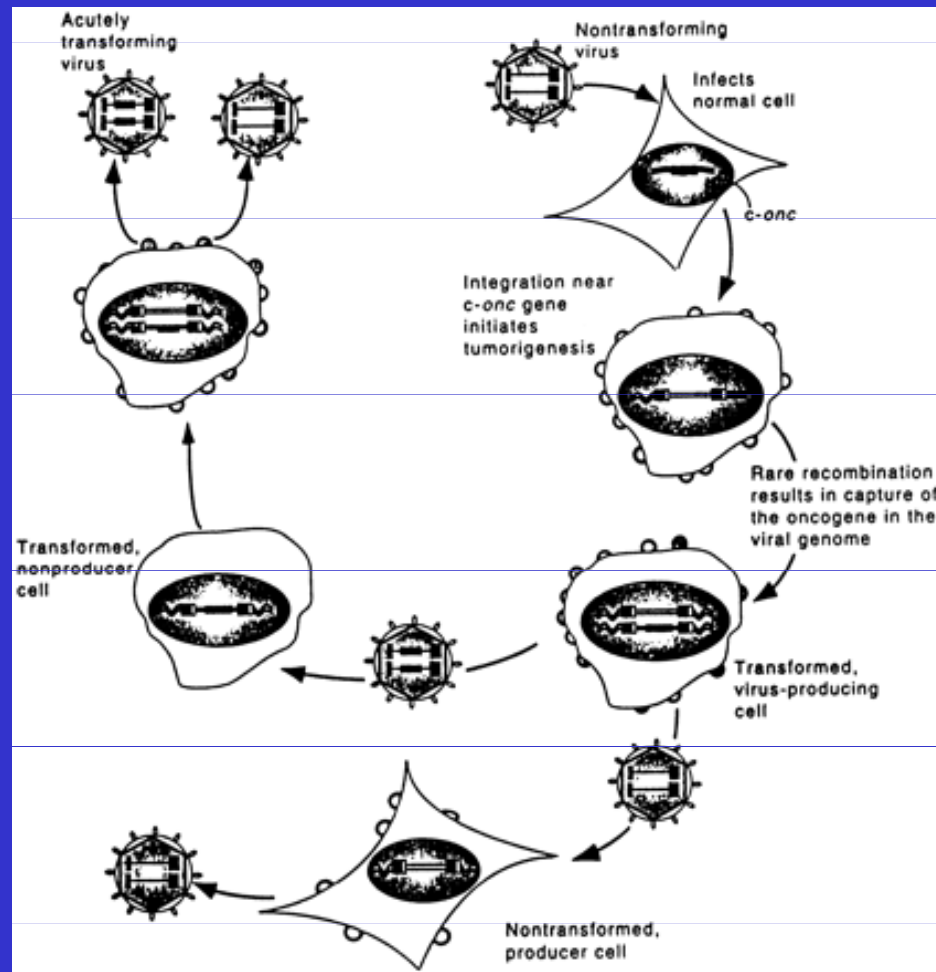 Acutely
transforming
virus
Nontransforming
virus
Infects
normal cell
c-onc
Integration near
c-onc gene
initiates
tumorigenesis
Rare recombination
results in capture of
the oncogene in the
viral genome
Transformed,
nonproducer
cell
Transformed,
virus-producing
cell
Nontransformed,
producer cell